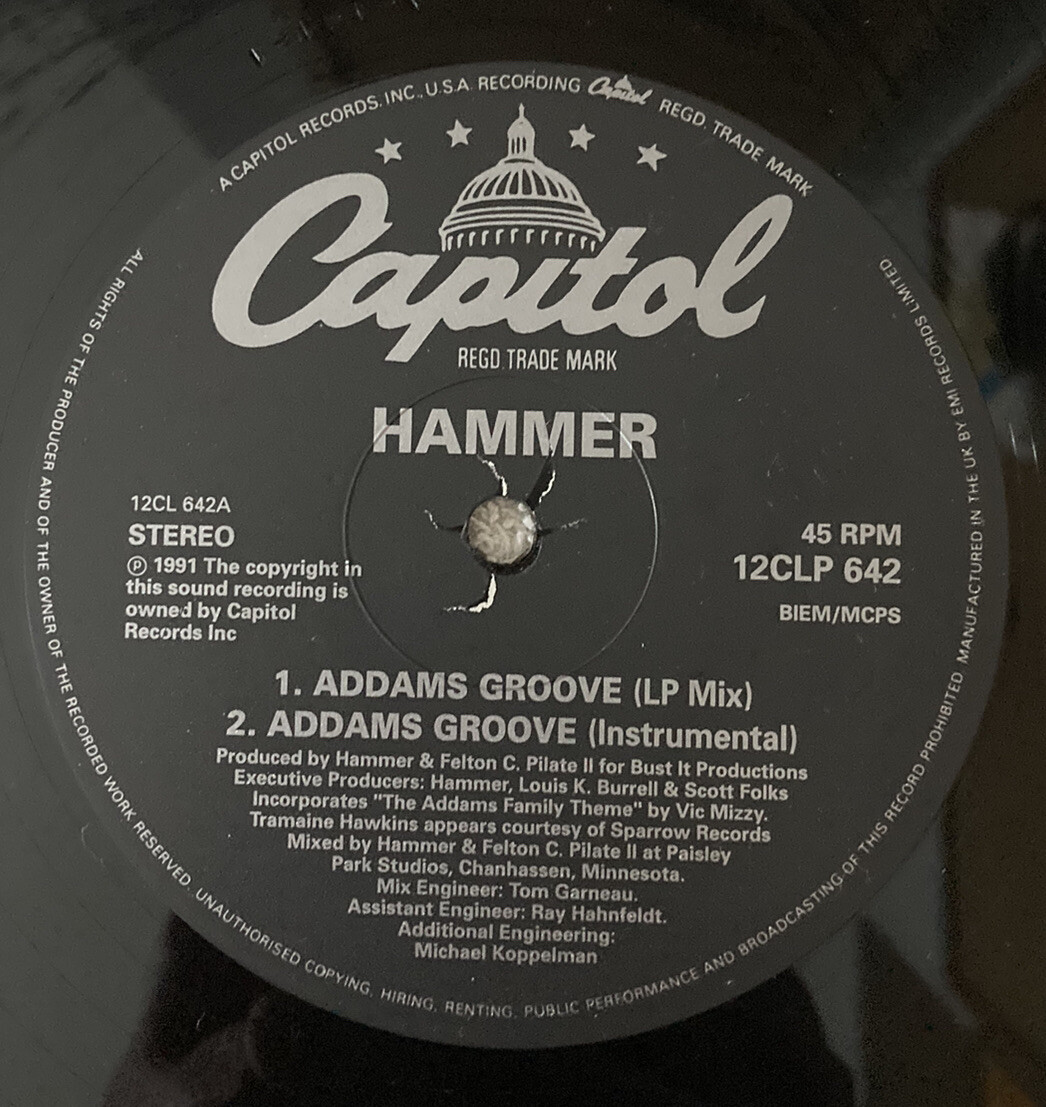 A CAPITOL RECORDS. INC., U.S.A. RECORDING Capitol REGD. TRADE MARK
Capitol
REGD. TRADE MARK
HAMMER
12CL 642A
STEREO
℗ 1991 The copyright in
this sound recording is
owned by Capitol
Records Inc
45 RPM
12CLP 642
BIEM/MCPS
1. ADDAMS GROOVE (LP Mix)
2. ADDAMS GROOVE (Instrumental)
Produced by Hammer & Felton C. Pilate II for Bust It Productions
Executive Producers: Hammer, Louis K. Burrell & Scott Folks
Incorporates "The Addams Family Theme" by Vic Mizzy.
Tramaine Hawkins appears courtesy of Sparrow Records
Mixed by Hammer & Felton C. Pilate II at Paisley
Park Studios, Chanhassen, Minnesota.
Mix Engineer: Tom Garneau.
Assistant Engineer: Ray Hahnfeldt.
Additional Engineering:
Michael Koppelman
ALL RIGHTS OF THE PRODUCER AND OF THE OWNER OF THE RECORDED WORK RESERVED. UNAUTHORISED COPYING, HIRING, RENTING, PUBLIC PERFORMANCE AND BROADCASTING OF THIS RECORD PROHIBITED MANUFACTURED IN THE UK BY EMI RECORDS LIMITED